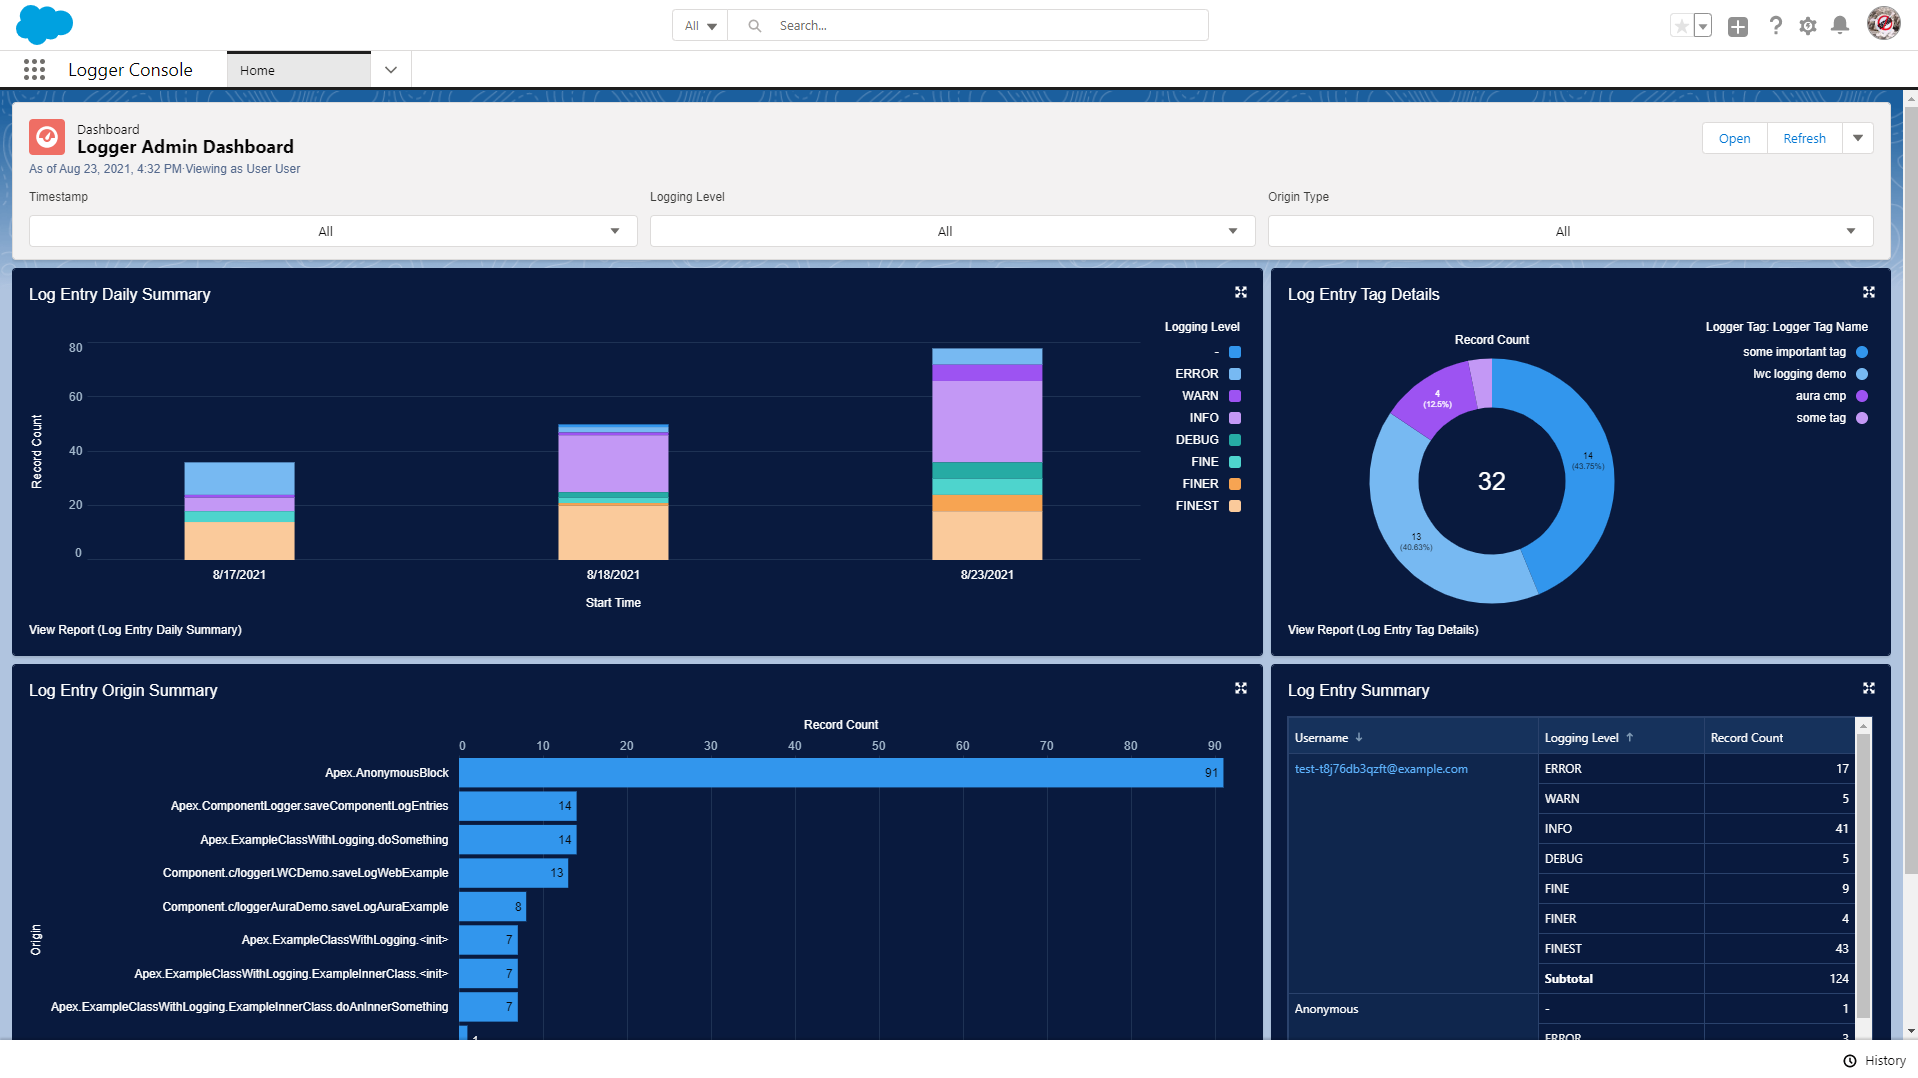 All
Search...
Logger Console
Home
Dashboard
Logger Admin Dashboard
As of Aug 23, 2021, 4:32 PM·Viewing as User User
Open
Refresh
Timestamp
Logging Level
Origin Type
All
All
All
Log Entry Daily Summary
Logging Level
-
ERROR
WARN
INFO
DEBUG
FINE
FINER
FINEST
80
60
40
20
0
Record Count
8/17/2021
8/18/2021
8/23/2021
Start Time
View Report (Log Entry Daily Summary)
Log Entry Tag Details
Record Count
Logger Tag: Logger Tag Name
some important tag
lwc logging demo
aura cmp
some tag
4
(12.5%)
14
(43.75%)
32
13
(40.63%)
View Report (Log Entry Tag Details)
Log Entry Origin Summary
Record Count
0 10 20 30 40 50 60 70 80 90
Origin
Apex.AnonymousBlock 91
Apex.ComponentLogger.saveComponentLogEntries 14
Apex.ExampleClassWithLogging.doSomething 14
Component.c/loggerLWCDemo.saveLogWebExample 13
Component.c/loggerAuraDemo.saveLogAuraExample 8
Apex.ExampleClassWithLogging.<init> 7
Apex.ExampleClassWithLogging.ExampleInnerClass.<init> 7
Apex.ExampleClassWithLogging.ExampleInnerClass.doAnInnerSomething 7
1
Log Entry Summary
Username ↓ Logging Level ↑ Record Count
test-t8j76db3qzft@example.com ERROR 17
WARN 5
INFO 41
DEBUG 5
FINE 9
FINER 4
FINEST 43
Subtotal 124
Anonymous - 1
ERROR 3
History